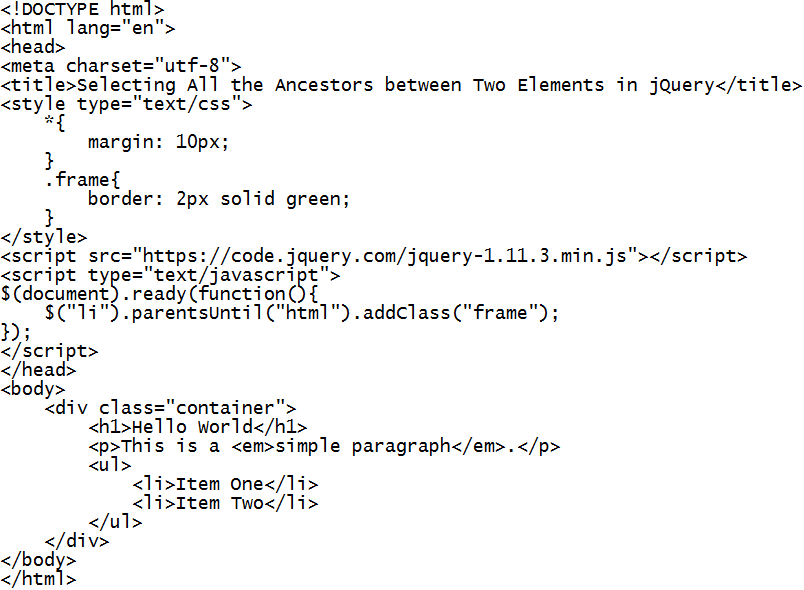 <!DOCTYPE html>
<html lang="en">
<head>
<meta charset="utf-8">
<title>Selecting All the Ancestors between Two Elements in jQuery</title>
<style type="text/css">
    *{
        margin: 10px;
    }
    .frame{
        border: 2px solid green;
    }
</style>
<script src="https://code.jquery.com/jquery-1.11.3.min.js"></script>
<script type="text/javascript">
$(document).ready(function(){
    $("li").parentsUntil("html").addClass("frame");
});
</script>
</head>
<body>
    <div class="container">
        <h1>Hello World</h1>
        <p>This is a <em>simple paragraph</em>.</p>
        <ul>
            <li>Item One</li>
            <li>Item Two</li>
        </ul>
    </div>
</body>
</html>